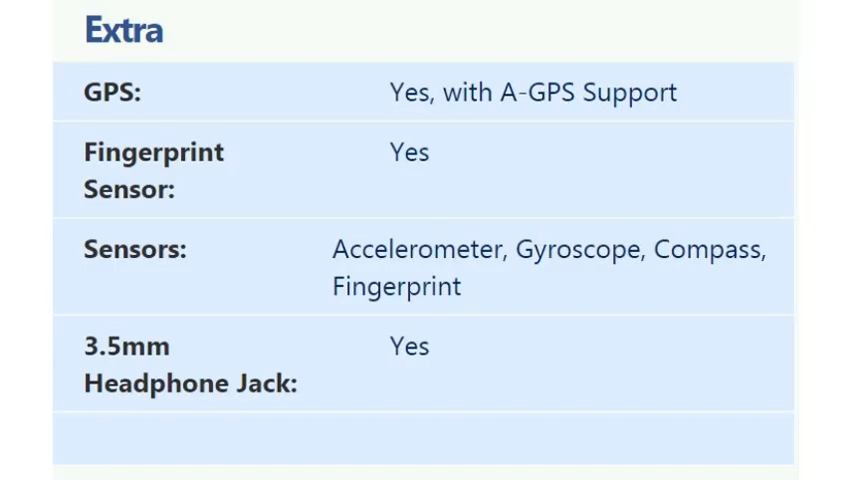 Extra
GPS: Yes, with A-GPS Support
Fingerprint Yes
Sensor:
Sensors: Accelerometer, Gyroscope, Compass,
Fingerprint
3.5mm Yes
Headphone Jack: